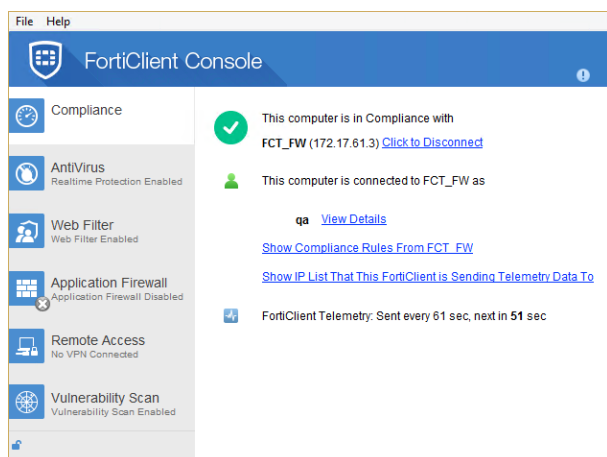 File Help
FortiClient Console
Compliance
AntiVirus
Realtime Protection Enabled
Web Filter
Web Filter Enabled
Application Firewall
Application Firewall Disabled
Remote Access
No VPN Connected
Vulnerability Scan
Vulnerability Scan Enabled
This computer is in Compliance with
FCT_FW (172.17.61.3) Click to Disconnect
This computer is connected to FCT_FW as
qa View Details
Show Compliance Rules From FCT_FW
Show IP List That This FortiClient is Sending Telemetry Data To
FortiClient Telemetry: Sent every 61 sec, next in 51 sec